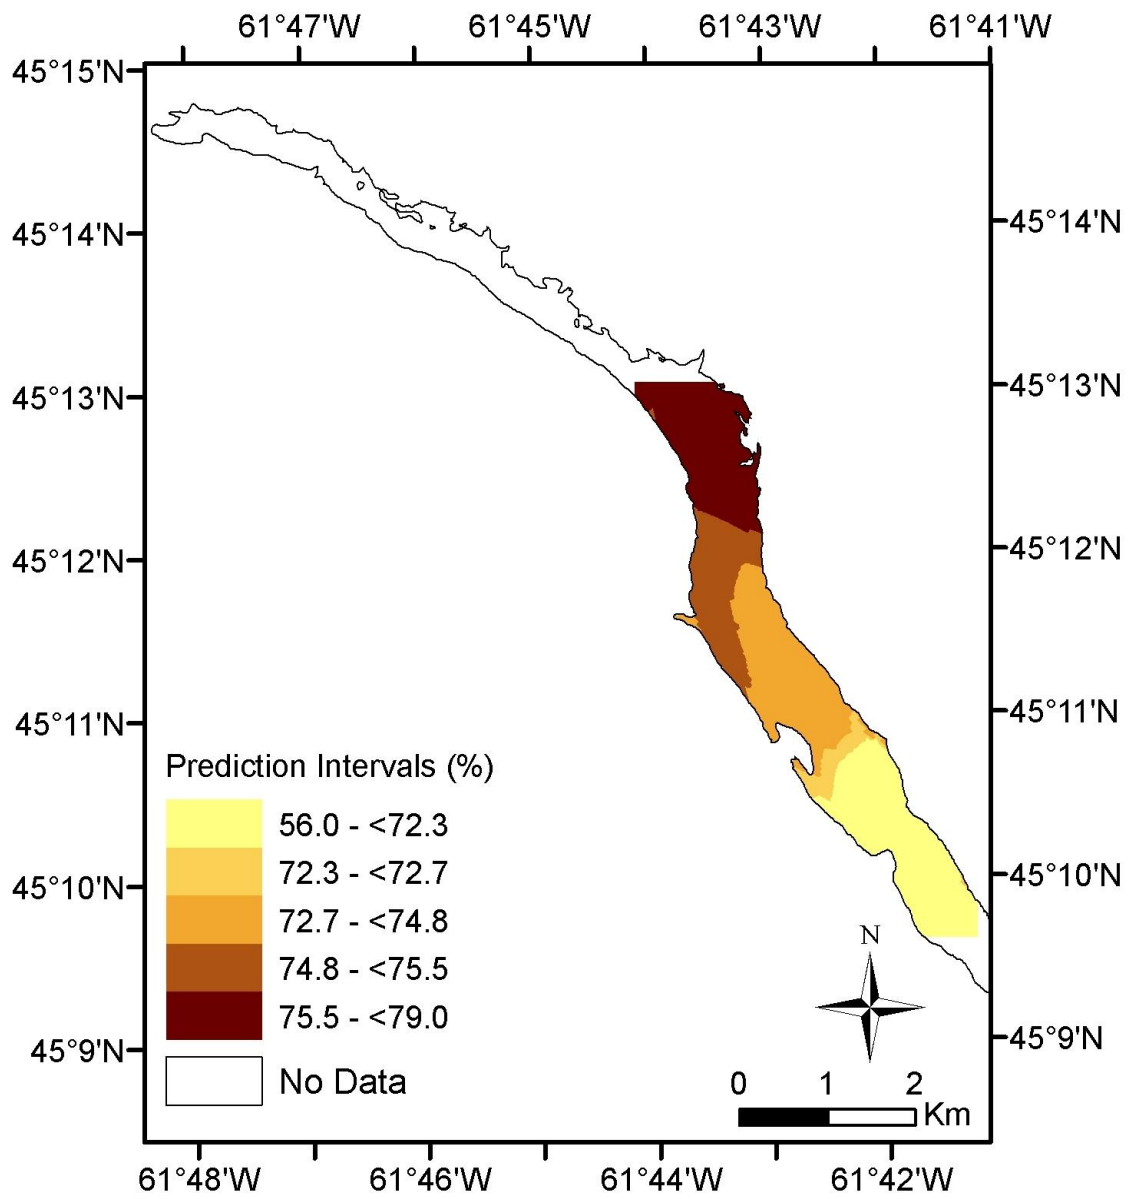 61°47'W 61°45'W 61°43'W 61°41'W
45°15'N
45°14'N 45°14'N
45°13'N 45°13'N
45°12'N 45°12'N
45°11'N 45°11'N
Prediction Intervals (%)
56.0 - <72.3
72.3 - <72.7
45°10'N 45°10'N
72.7 - <74.8
N
74.8 - <75.5
75.5 - <79.0
45°9'N 45°9'N
No Data
0 1 2
Km
61°48'W 61°46'W 61°44'W 61°42'W